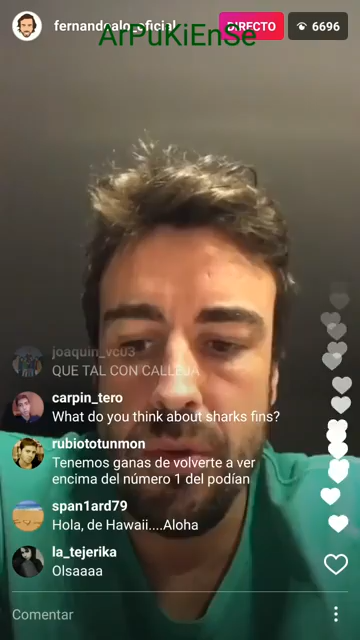 fernandoalo_oficial
ArPuKiEnSe
DIRECTO
6696
joaquin_vc03
QUE TAL CON CALLEJA
carpin_tero
What do you think about sharks fins?
rubiototunmon
Tenemos ganas de volverte a ver
encima del número 1 del podían
span1ard79
Hola, de Hawaii....Aloha
la_tejerika
Olsaaaa
Comentar